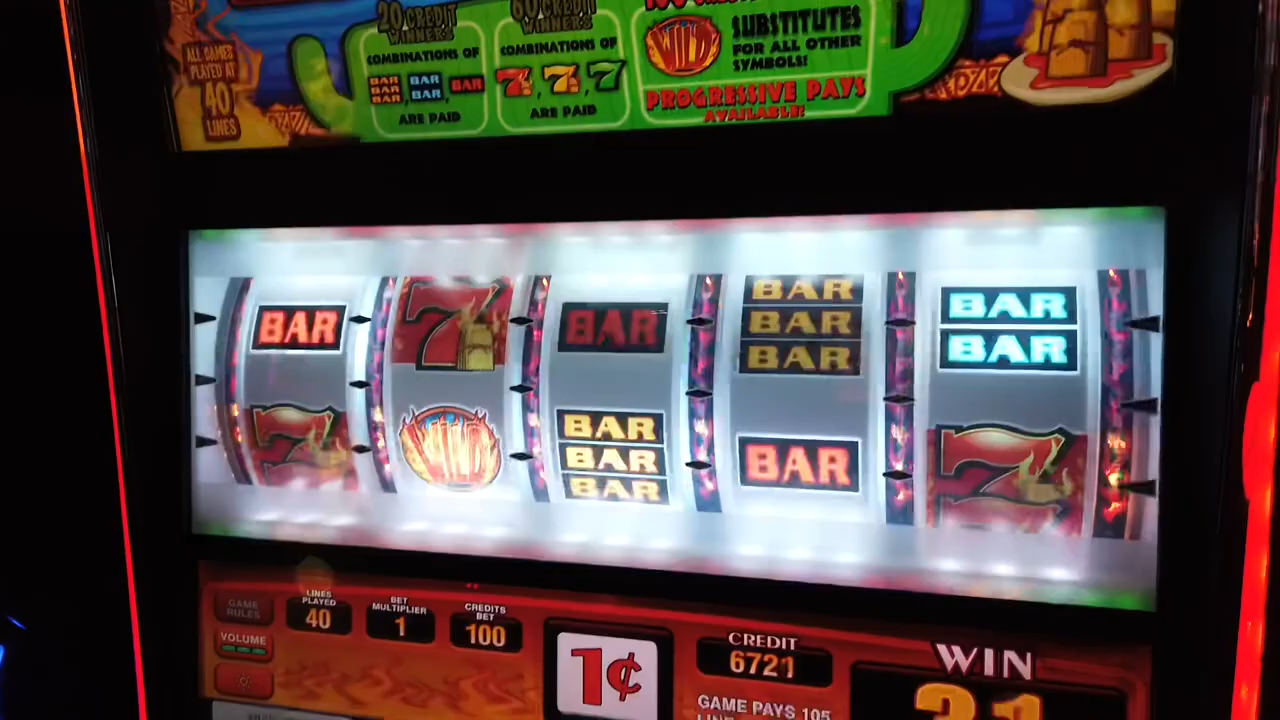 20 CREDIT
WINNERS
COMBINATIONS OF
BAR BAR BAR
BAR BAR
BAR
ARE PAID
60 CREDIT
WINNERS
COMBINATIONS OF
7, 7, 7
ARE PAID
WILD
SUBSTITUTES
FOR ALL OTHER
SYMBOLS!
PROGRESSIVE PAYS
AVAILABLE!
ALL GAMES
PLAYED AT
40
LINES
BAR 7 BAR BAR BAR
BAR BAR
BAR
7 WILD BAR BAR 7
BAR
BAR
GAME
RULES
VOLUME
LINES
PLAYED
40
BET
MULTIPLIER
1
CREDITS
BET
100
1¢
CREDIT
6721
GAME PAYS 105
WIN